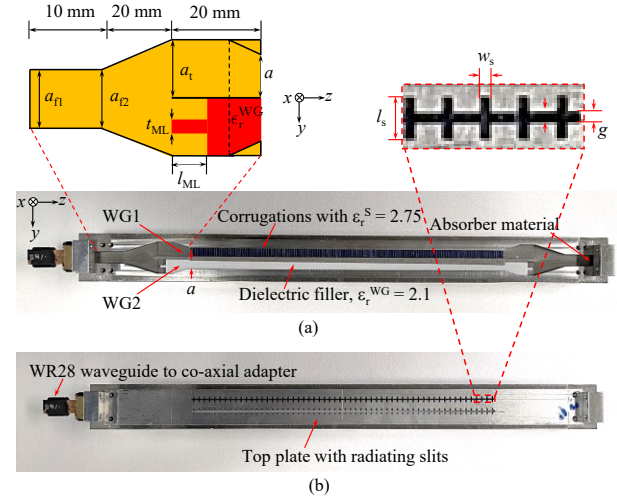 10 mm
20 mm
20 mm
a_f1
a_f2
a_t
a
t_ML
ε_r^WG
l_ML
x
z
y
w_s
l_s
g
x
z
y
WG1
Corrugations with ε_r^S = 2.75
Absorber material
WG2
a
Dielectric filler, ε_r^WG = 2.1
(a)
WR28 waveguide to co-axial adapter
Top plate with radiating slits
(b)